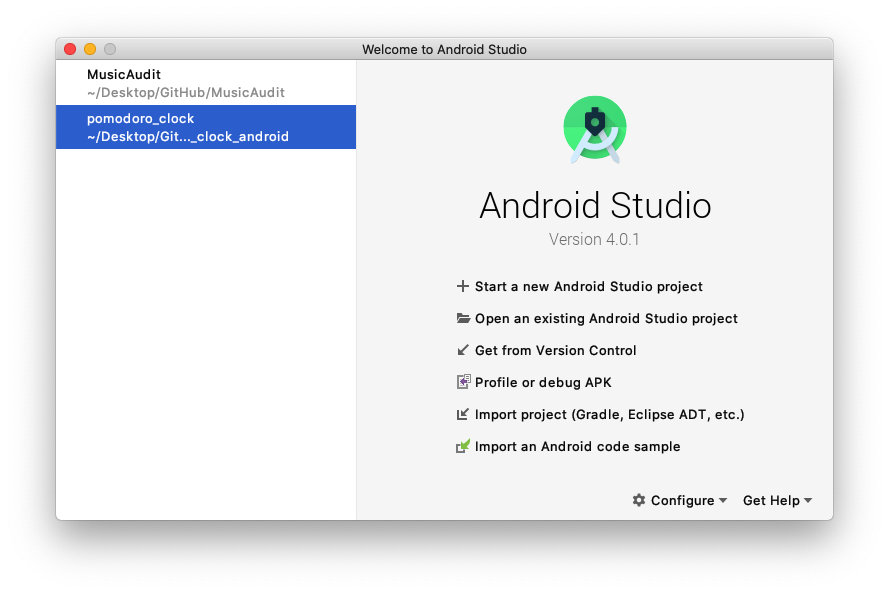 Welcome to Android Studio
MusicAudit
~/Desktop/GitHub/MusicAudit
pomodoro_clock
~/Desktop/Git..._clock_android
Android Studio
Version 4.0.1
Start a new Android Studio project
Open an existing Android Studio project
Get from Version Control
Profile or debug APK
Import project (Gradle, Eclipse ADT, etc.)
Import an Android code sample
Configure Get Help